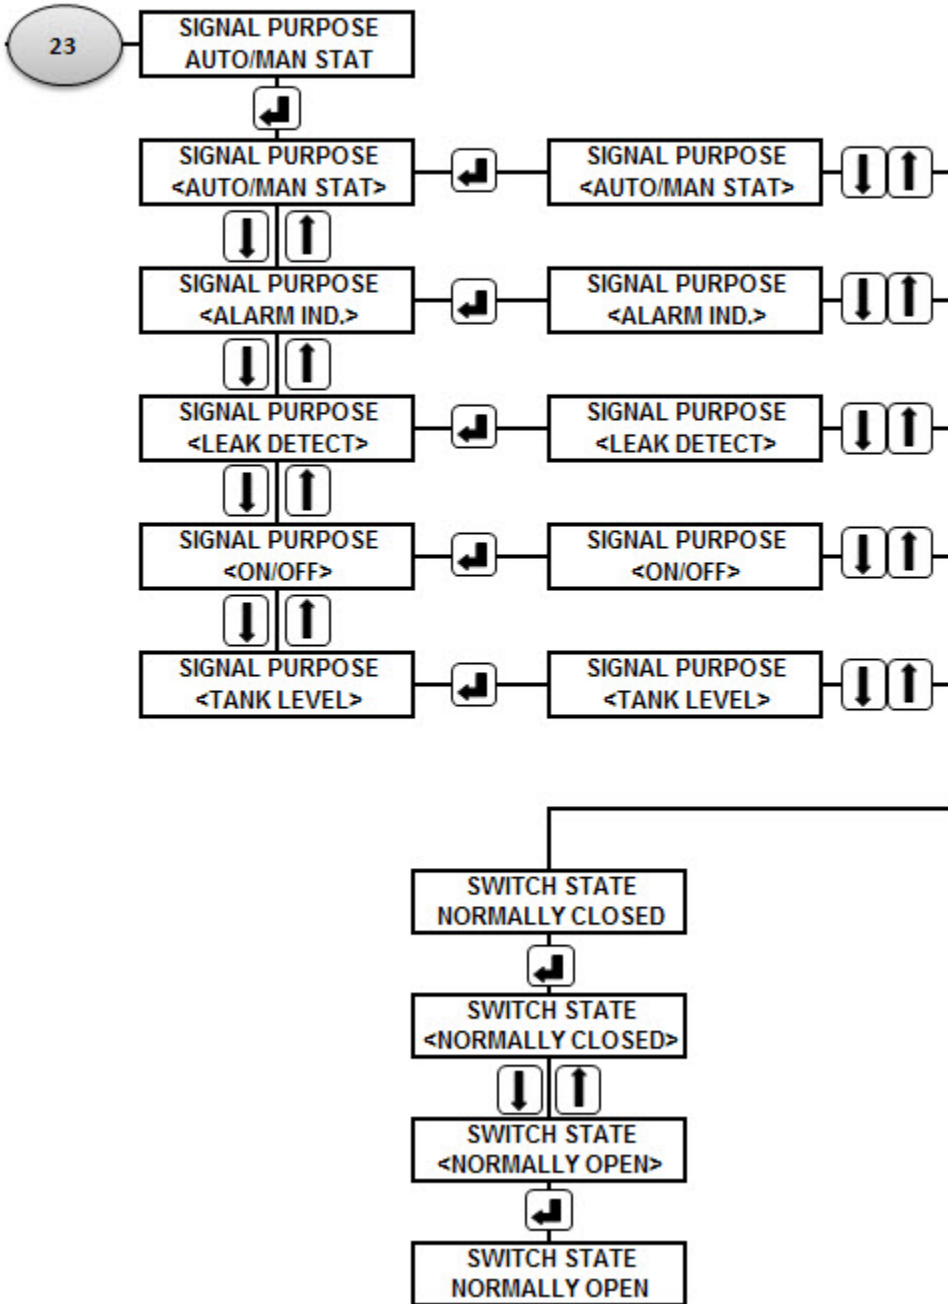 23
SIGNAL PURPOSE
AUTO/MAN STAT
SIGNAL PURPOSE
<AUTO/MAN STAT>
SIGNAL PURPOSE
<AUTO/MAN STAT>
SIGNAL PURPOSE
<ALARM IND.>
SIGNAL PURPOSE
<ALARM IND.>
SIGNAL PURPOSE
<LEAK DETECT>
SIGNAL PURPOSE
<LEAK DETECT>
SIGNAL PURPOSE
<ON/OFF>
SIGNAL PURPOSE
<ON/OFF>
SIGNAL PURPOSE
<TANK LEVEL>
SIGNAL PURPOSE
<TANK LEVEL>
SWITCH STATE
NORMALLY CLOSED
SWITCH STATE
<NORMALLY CLOSED>
SWITCH STATE
<NORMALLY OPEN>
SWITCH STATE
NORMALLY OPEN